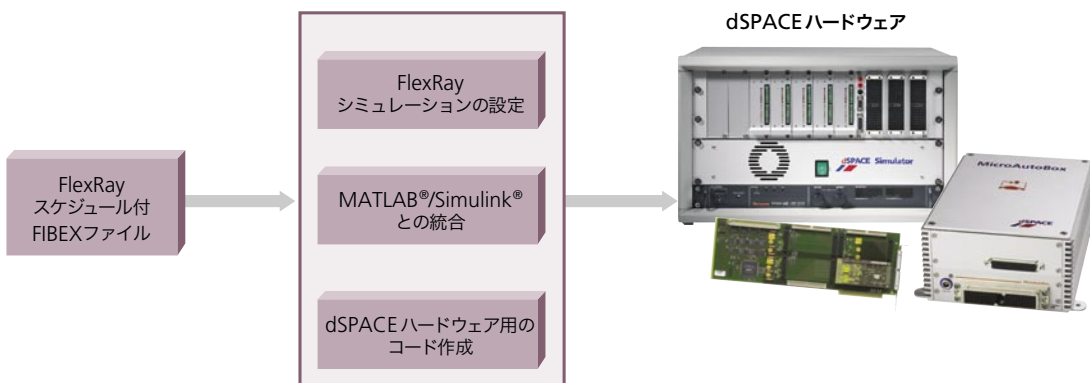 dSPACE ハードウェア
FlexRay
シミュレーションの設定
FlexRay
スケジュール付
FIBEXファイル
MATLAB®/Simulink®
との統合
dSPACE ハードウェア用の
コード作成
dSPACE Simulator
MicroAutoBox
dSPACE